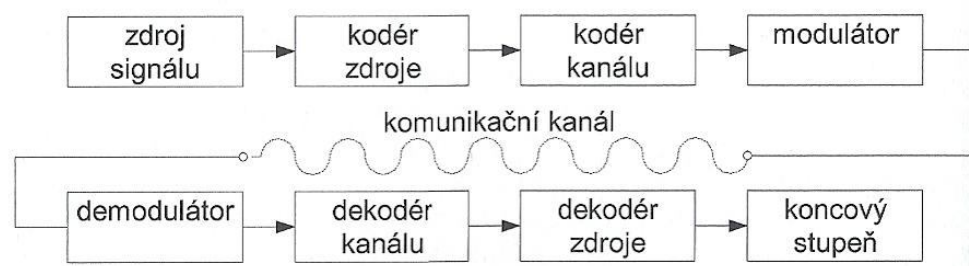 zdroj
signálu
kodér
zdroje
kodér
kanálu
modulátor
komunikační kanál
demodulátor
dekodér
kanálu
dekodér
zdroje
koncový
stupeň